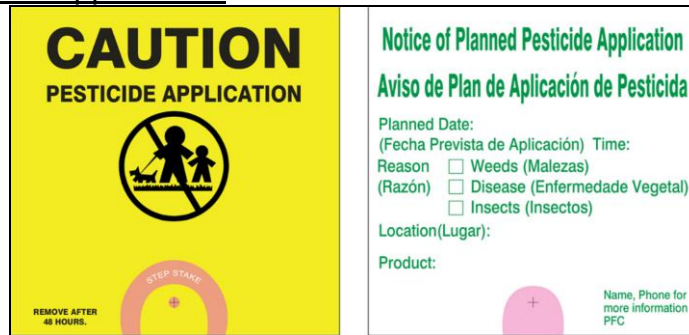 CAUTION
PESTICIDE APPLICATION
STEP STAKE
REMOVE AFTER
48 HOURS.
Notice of Planned Pesticide Application
Aviso de Plan de Aplicación de Pesticida
Planned Date:
(Fecha Prevista de Aplicación) Time:
Reason Weeds (Malezas)
(Razón) Disease (Enfermedade Vegetal)
Insects (Insectos)
Location(Lugar):
Product:
Name, Phone for
more information
PFC